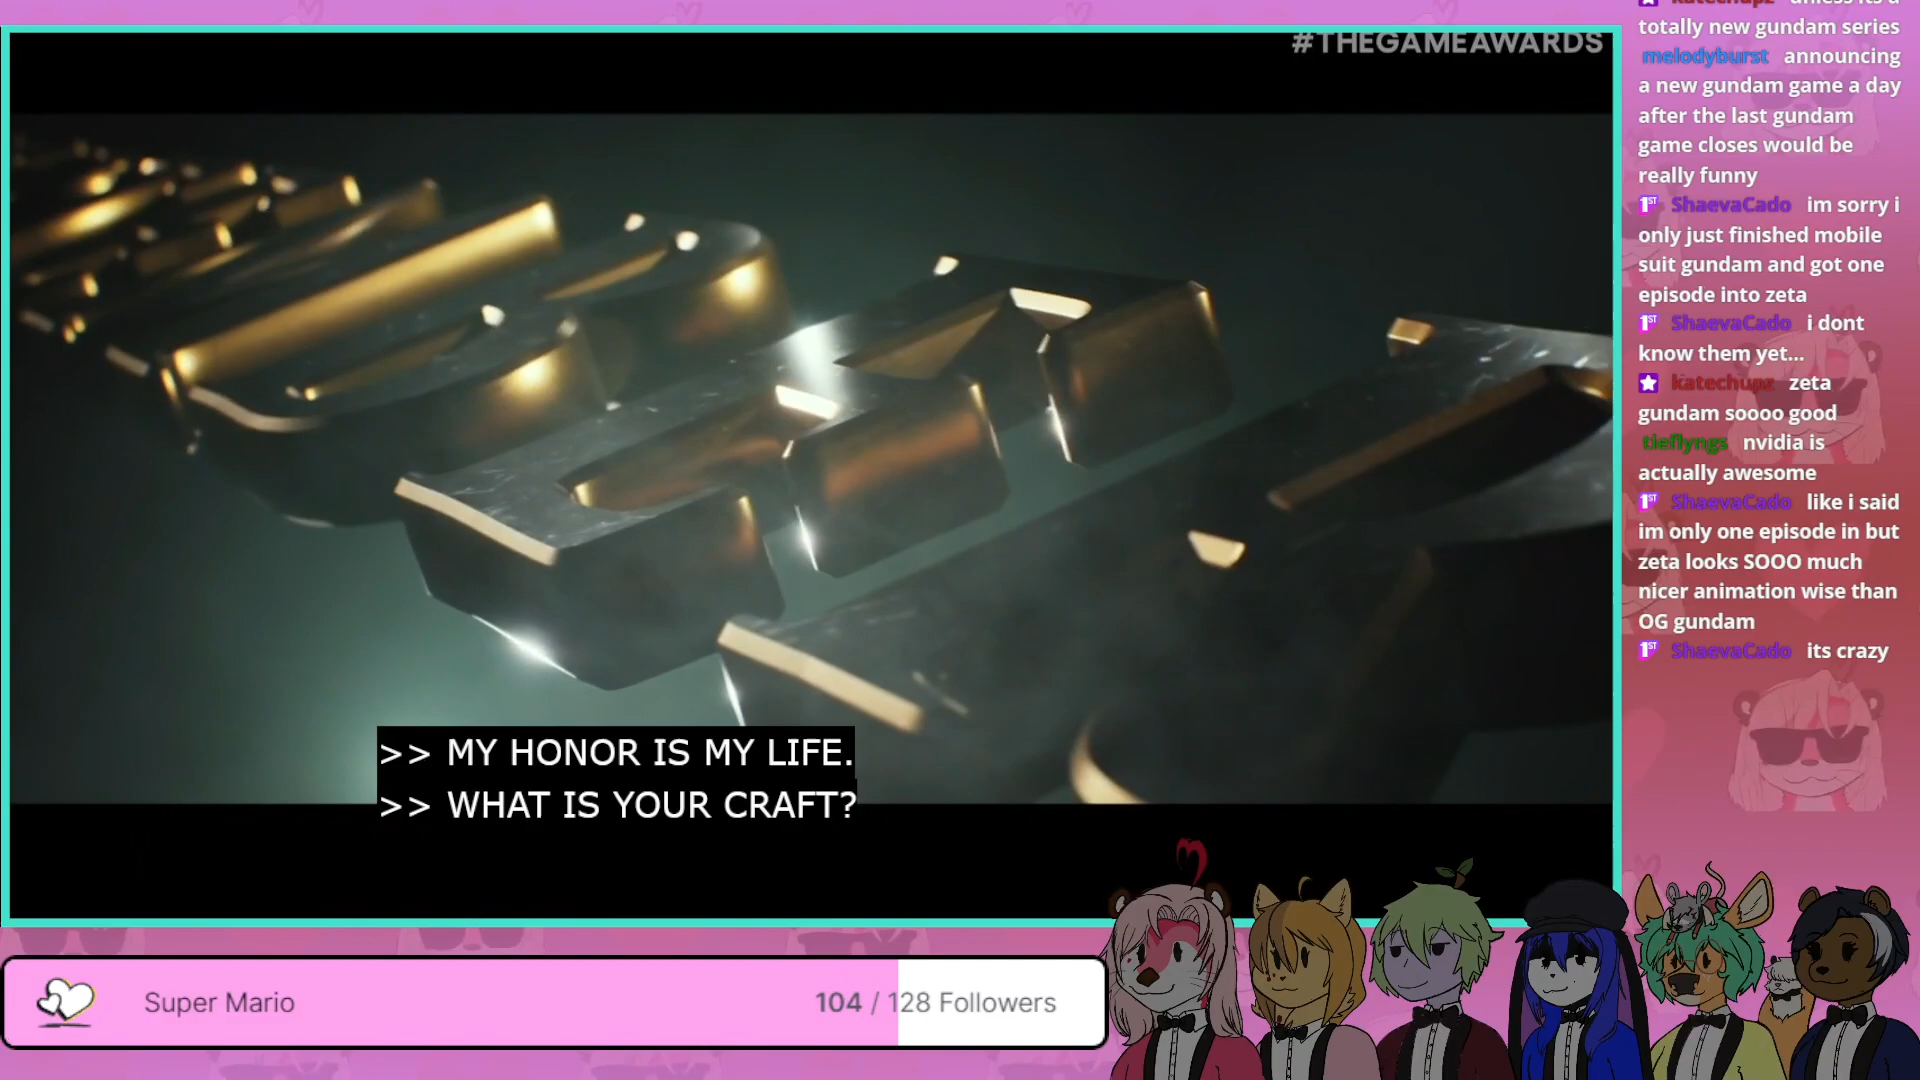 #THEGAMEAWARDS
>> MY HONOR IS MY LIFE.
>> WHAT IS YOUR CRAFT?
totally new gundam series
melodyburst announcing
a new gundam game a day
after the last gundam
game closes would be
really funny
1ST ShaevaCado im sorry i
only just finished mobile
suit gundam and got one
episode into zeta
1ST ShaevaCado i dont
know them yet...
katechupz zeta
gundam soooo good
tieflyngs nvidia is
actually awesome
1ST ShaevaCado like i said
im only one episode in but
zeta looks SOOO much
nicer animation wise than
OG gundam
1ST ShaevaCado its crazy
Super Mario
104 / 128 Followers